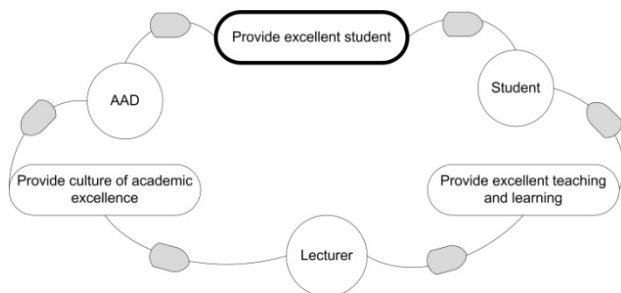 Provide excellent student
AAD
Student
Provide culture of academic
excellence
Provide excellent teaching
and learning
Lecturer